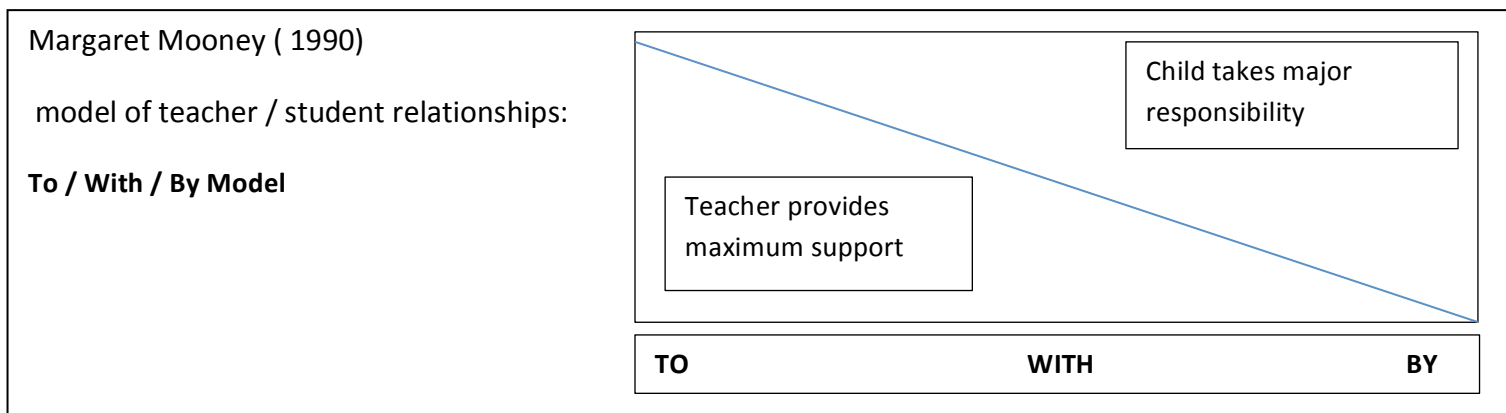 Margaret Mooney ( 1990)
model of teacher / student relationships:
To / With / By Model
Child takes major
responsibility
Teacher provides
maximum support
TO WITH BY